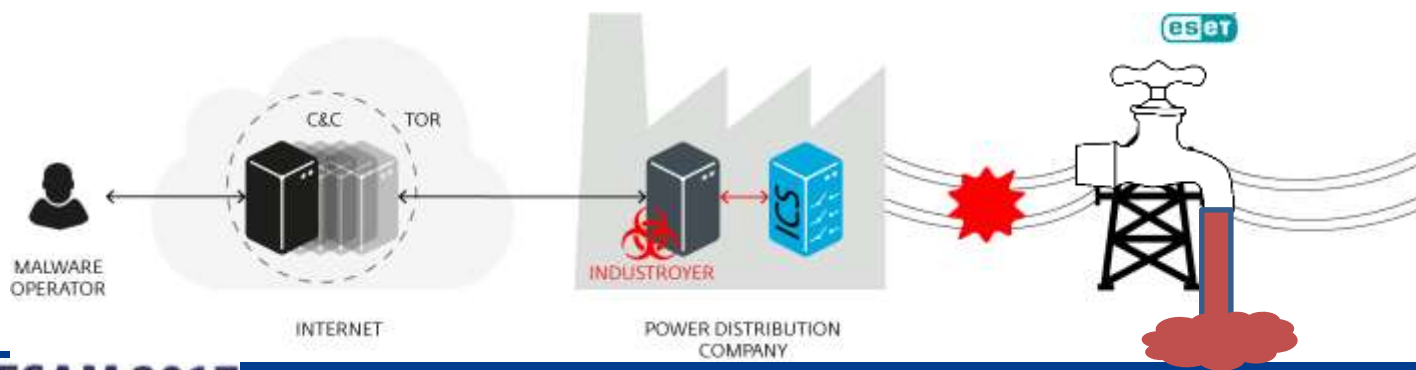 eset
C&C
TOR
ICS
INDUSTROYER
MALWARE
OPERATOR
INTERNET
POWER DISTRIBUTION
COMPANY